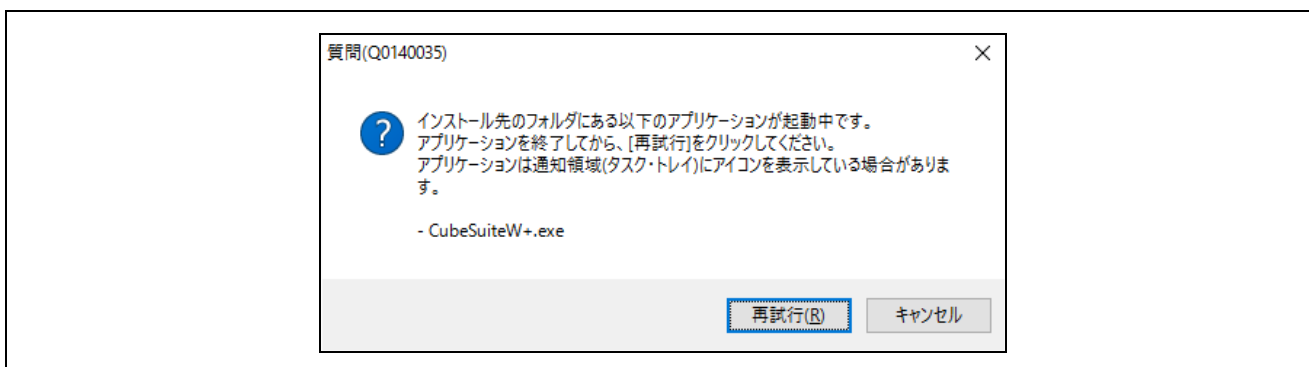 質問(Q0140035)
インストール先のフォルダにある以下のアプリケーションが起動中です。
アプリケーションを終了してから、[再試行]をクリックしてください。
アプリケーションは通知領域(タスク・トレイ)にアイコンを表示している場合がありま
す。
- CubeSuiteW+.exe
再試行(R)
キャンセル